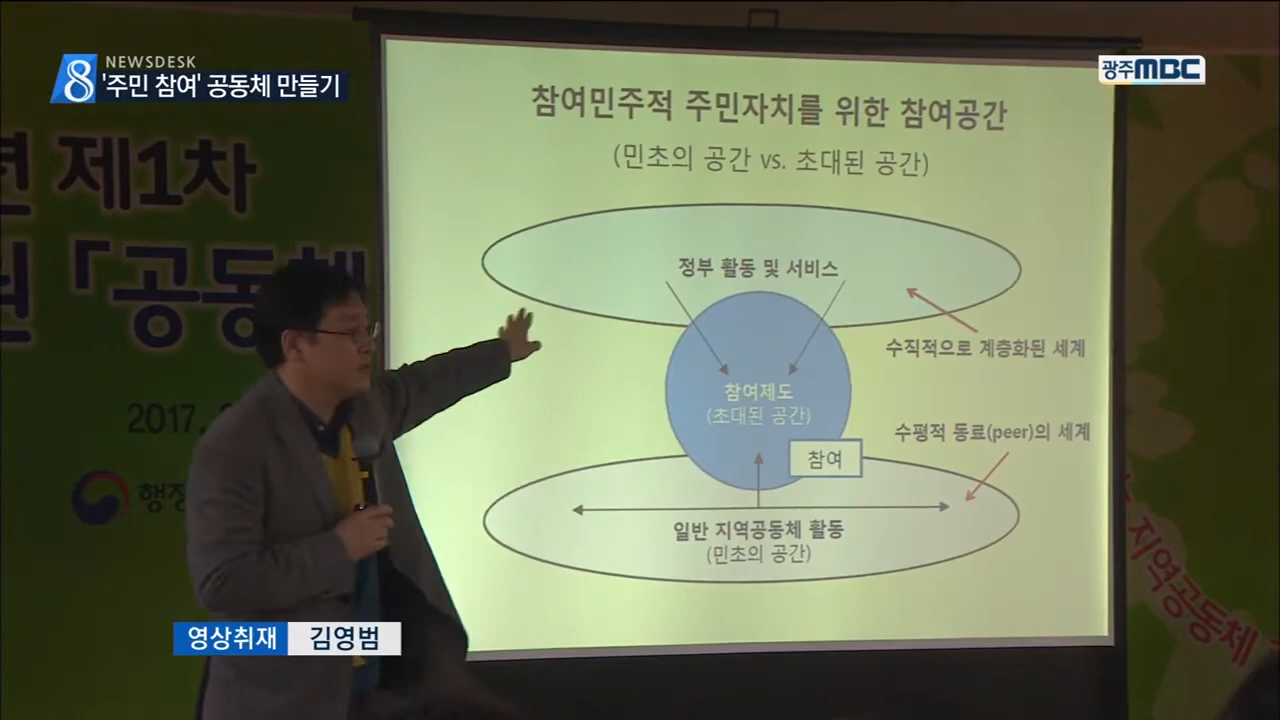 NEWSDESK
8 '주민 참여' 공동체 만들기
광주MBC
참여민주적 주민자치를 위한 참여공간
(민초의 공간 vs. 초대된 공간)
정부 활동 및 서비스
수직적으로 계층화된 세계
참여제도
(초대된 공간)
수평적 동료(peer)의 세계
참여
일반 지역공동체 활동
(민초의 공간)
제1차
「공동체
2017.
행정
지역공동체
영상취재 김영범